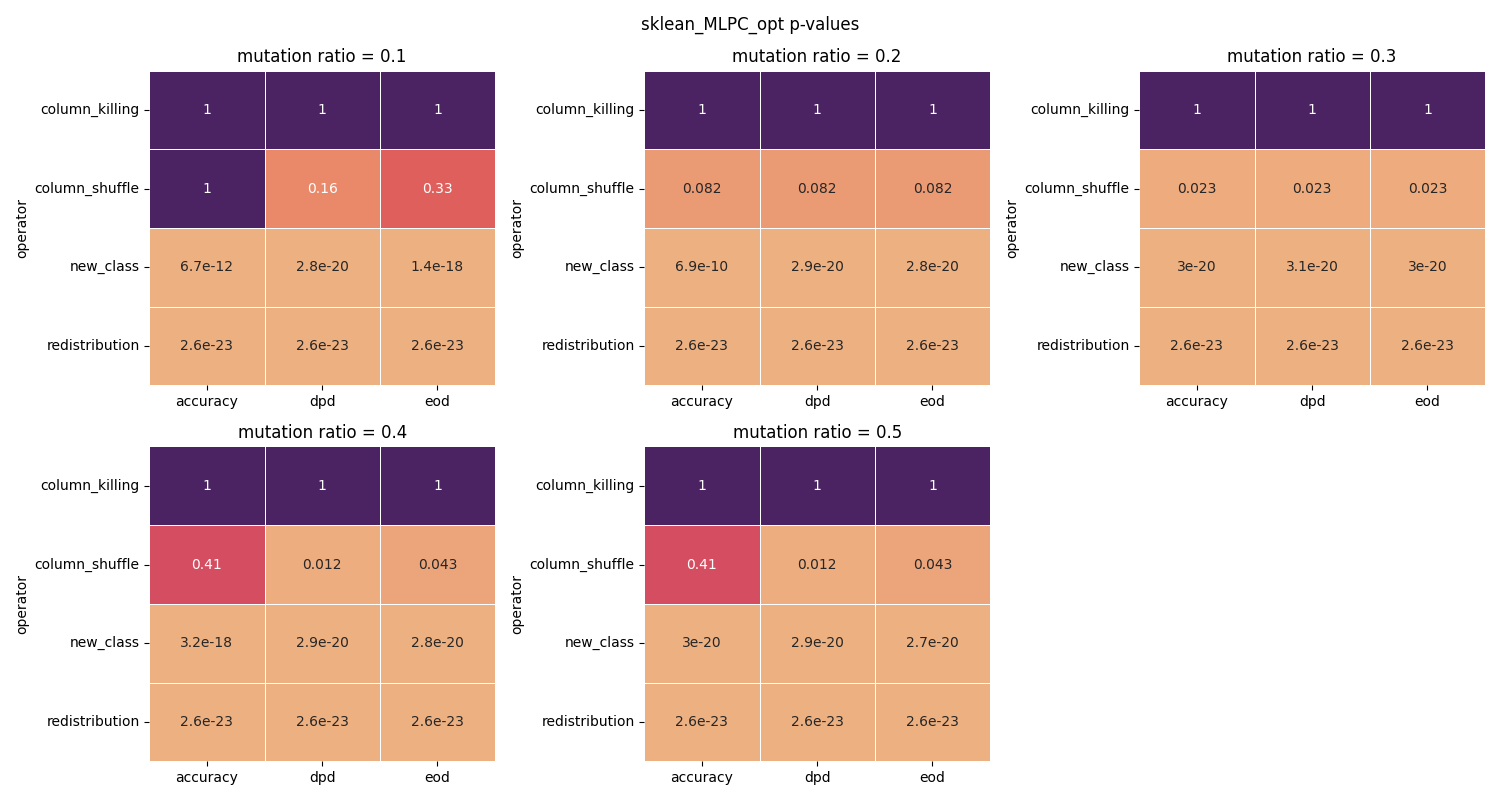 sklean_MLPC_opt p-values
mutation ratio = 0.1
operator
column_killing 1 1 1
column_shuffle 1 0.16 0.33
new_class 6.7e-12 2.8e-20 1.4e-18
redistribution 2.6e-23 2.6e-23 2.6e-23
accuracy dpd eod
mutation ratio = 0.2
operator
column_killing 1 1 1
column_shuffle 0.082 0.082 0.082
new_class 6.9e-10 2.9e-20 2.8e-20
redistribution 2.6e-23 2.6e-23 2.6e-23
accuracy dpd eod
mutation ratio = 0.3
operator
column_killing 1 1 1
column_shuffle 0.023 0.023 0.023
new_class 3e-20 3.1e-20 3e-20
redistribution 2.6e-23 2.6e-23 2.6e-23
accuracy dpd eod
mutation ratio = 0.4
operator
column_killing 1 1 1
column_shuffle 0.41 0.012 0.043
new_class 3.2e-18 2.9e-20 2.8e-20
redistribution 2.6e-23 2.6e-23 2.6e-23
accuracy dpd eod
mutation ratio = 0.5
operator
column_killing 1 1 1
column_shuffle 0.41 0.012 0.043
new_class 3e-20 2.9e-20 2.7e-20
redistribution 2.6e-23 2.6e-23 2.6e-23
accuracy dpd eod